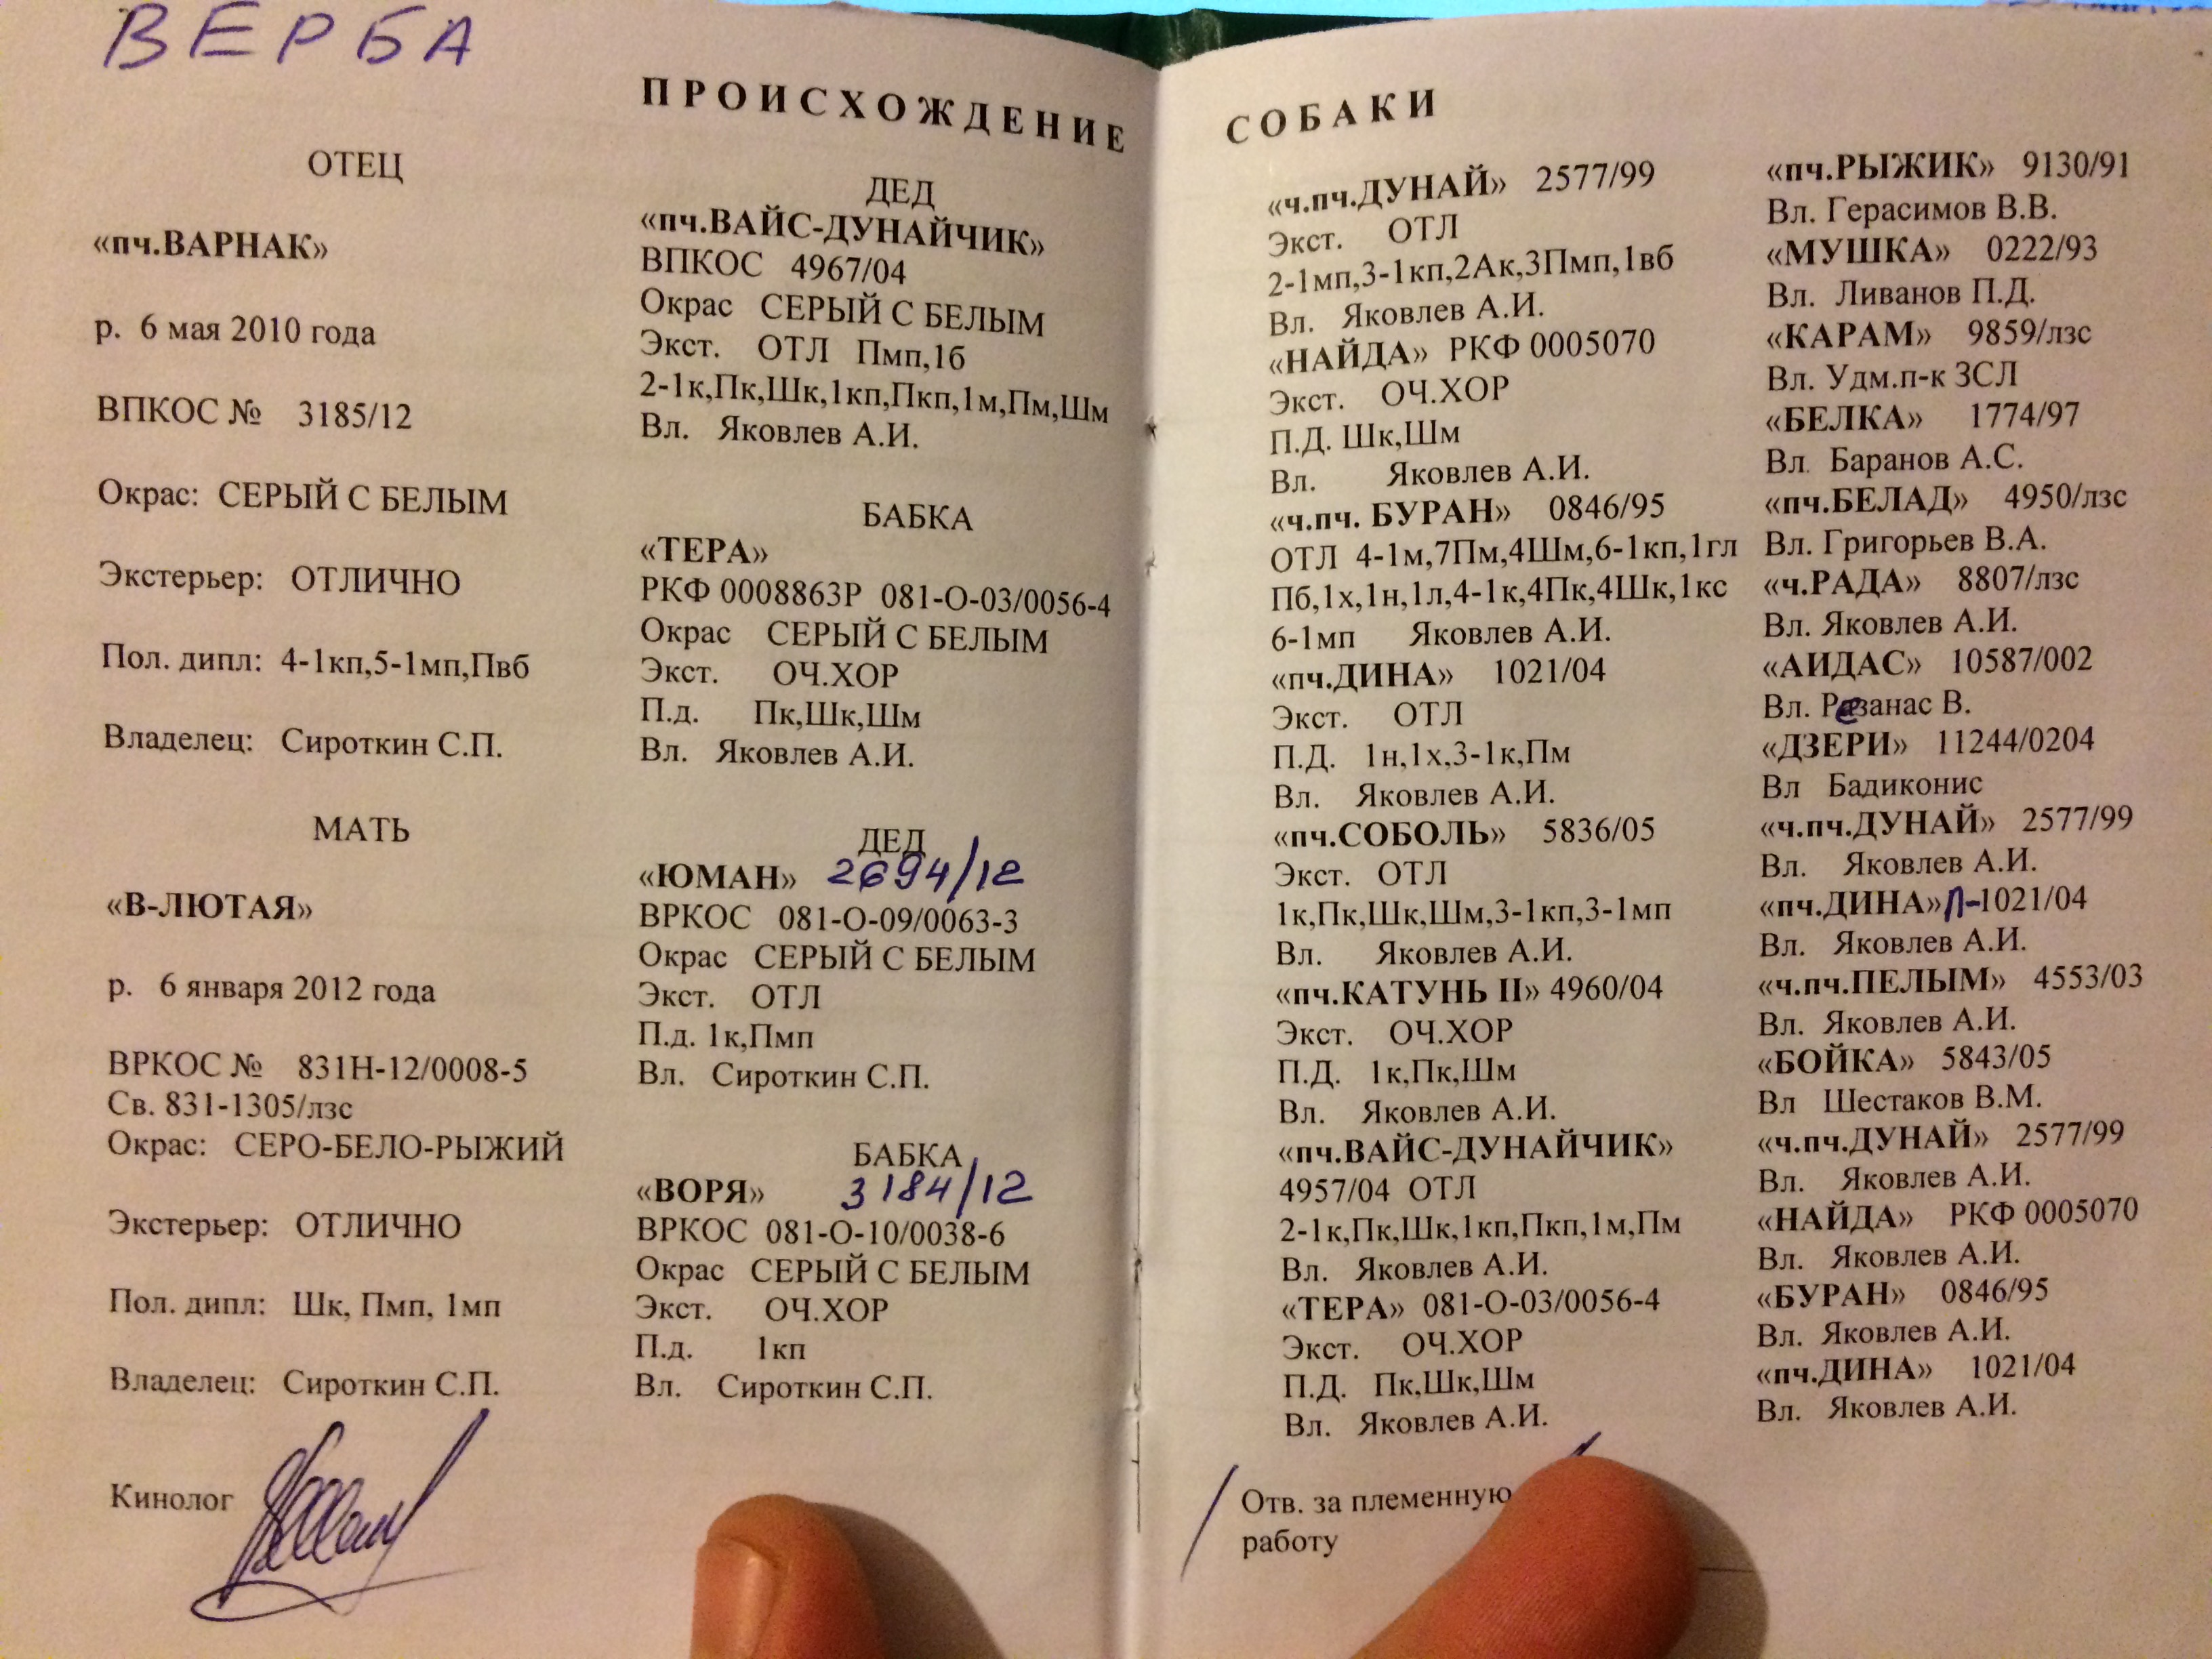 ВЕРБА
ПРОИСХОЖДЕНИЕ
ОТЕЦ
«пч.ВАРНАК»
р. 6 мая 2010 года
ВПКОС № 3185/12
Окрас: СЕРЫЙ С БЕЛЫМ
Экстерьер: ОТЛИЧНО
Пол. дипл: 4-1кп,5-1мп,Пвб
Владелец: Сироткин С.П.
МАТЬ
«В-ЛЮТАЯ»
р. 6 января 2012 года
ВРКОС № 831Н-12/0008-5
Св. 831-1305/лзс
Окрас: СЕРО-БЕЛО-РЫЖИЙ
Экстерьер: ОТЛИЧНО
Пол. дипл: Шк, Пмп, 1мп
Владелец: Сироткин С.П.
Кинолог
ДЕД
«пч.ВАЙС-ДУНАЙЧИК»
ВПКОС 4967/04
Окрас СЕРЫЙ С БЕЛЫМ
Экст. ОТЛ Пмп,1б
2-1к,Пк,Шк,1кп,Пкп,1м,Пм,Шм
Вл. Яковлев А.И.
БАБКА
«ТЕРА»
РКФ 0008863Р 081-О-03/0056-4
Окрас СЕРЫЙ С БЕЛЫМ
Экст. ОЧ.ХОР
П.д. Пк,Шк,Шм
Вл. Яковлев А.И.
ДЕД
«ЮМАН» 2694/12
ВРКОС 081-О-09/0063-3
Окрас СЕРЫЙ С БЕЛЫМ
Экст. ОТЛ
П.д. 1к,Пмп
Вл. Сироткин С.П.
БАБКА
«ВОРЯ» 3184/12
ВРКОС 081-О-10/0038-6
Окрас СЕРЫЙ С БЕЛЫМ
Экст. ОЧ.ХОР
П.д. 1кп
Вл. Сироткин С.П.
СОБАКИ
«ч.пч.ДУНАЙ» 2577/99
Экст. ОТЛ
2-1мп,3-1кп,2Ак,3Пмп,1вб
Вл. Яковлев А.И.
«НАЙДА» РКФ 0005070
Экст. ОЧ.ХОР
П.Д. Шк,Шм
Вл. Яковлев А.И.
«ч.пч. БУРАН» 0846/95
ОТЛ 4-1м,7Пм,4Шм,6-1кп,1гл
Пб,1х,1н,1л,4-1к,4Пк,4Шк,1кс
6-1мп Яковлев А.И.
«пч.ДИНА» 1021/04
Экст. ОТЛ
П.Д. 1н,1х,3-1к,Пм
Вл. Яковлев А.И.
«пч.СОБОЛЬ» 5836/05
Экст. ОТЛ
1к,Пк,Шк,Шм,3-1кп,3-1мп
Вл. Яковлев А.И.
«пч.КАТУНЬ II» 4960/04
Экст. ОЧ.ХОР
П.Д. 1к,Пк,Шм
Вл. Яковлев А.И.
«пч.ВАЙС-ДУНАЙЧИК»
4957/04 ОТЛ
2-1к,Пк,Шк,1кп,Пкп,1м,Пм
Вл. Яковлев А.И.
«ТЕРА» 081-О-03/0056-4
Экст. ОЧ.ХОР
П.Д. Пк,Шк,Шм
Вл. Яковлев А.И.
Отв. за племенную
работу
«пч.РЫЖИК» 9130/91
Вл. Герасимов В.В.
«МУШКА» 0222/93
Вл. Ливанов П.Д.
«КАРАМ» 9859/лзс
Вл. Удм.п-к ЗСЛ
«БЕЛКА» 1774/97
Вл. Баранов А.С.
«пч.БЕЛАД» 4950/лзс
Вл. Григорьев В.А.
«ч.РАДА» 8807/лзс
Вл. Яковлев А.И.
«АИДАС» 10587/002
Вл. Резанас В.
«ДЗЕРИ» 11244/0204
Вл Бадиконис
«ч.пч.ДУНАЙ» 2577/99
Вл. Яковлев А.И.
«пч.ДИНА» П-1021/04
Вл. Яковлев А.И.
«ч.пч.ПЕЛЫМ» 4553/03
Вл. Яковлев А.И.
«БОЙКА» 5843/05
Вл Шестаков В.М.
«ч.пч.ДУНАЙ» 2577/99
Вл. Яковлев А.И.
«НАЙДА» РКФ 0005070
Вл. Яковлев А.И.
«БУРАН» 0846/95
Вл. Яковлев А.И.
«пч.ДИНА» 1021/04
Вл. Яковлев А.И.